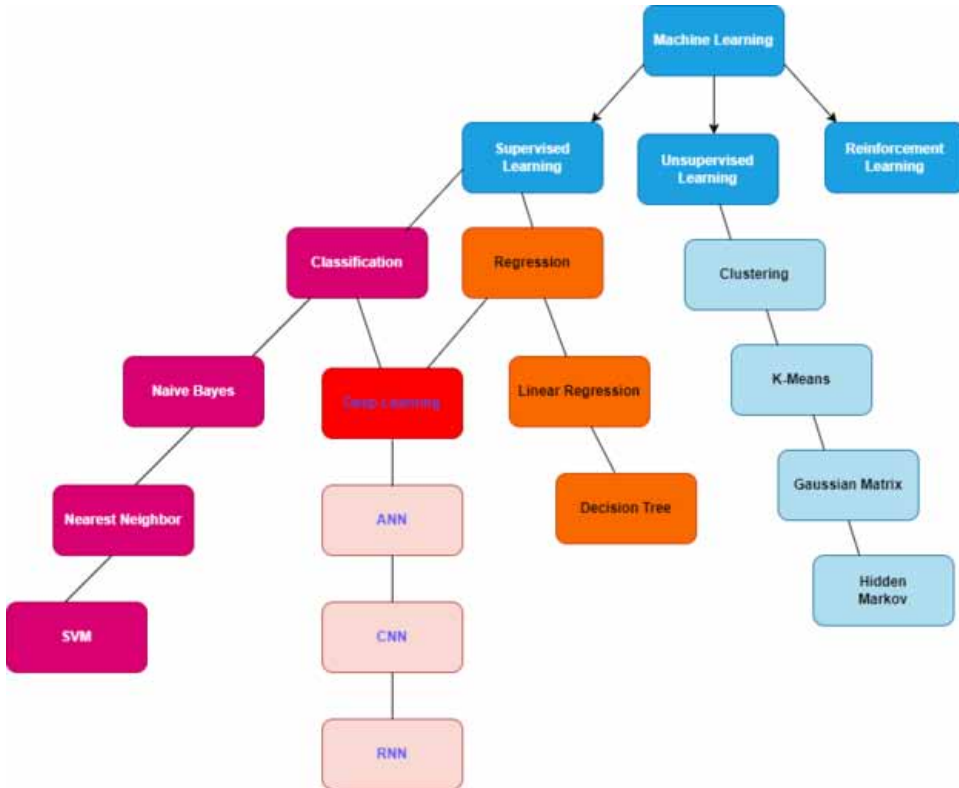 Machine Learning
Supervised
Learning
Unsupervised
Learning
Reinforcement
Learning
Classification
Regression
Clustering
Naive Bayes
Deep Learning
Linear Regression
K-Means
Nearest Neighbor
ANN
Decision Tree
Gaussian Matrix
SVM
CNN
Hidden
Markov
RNN